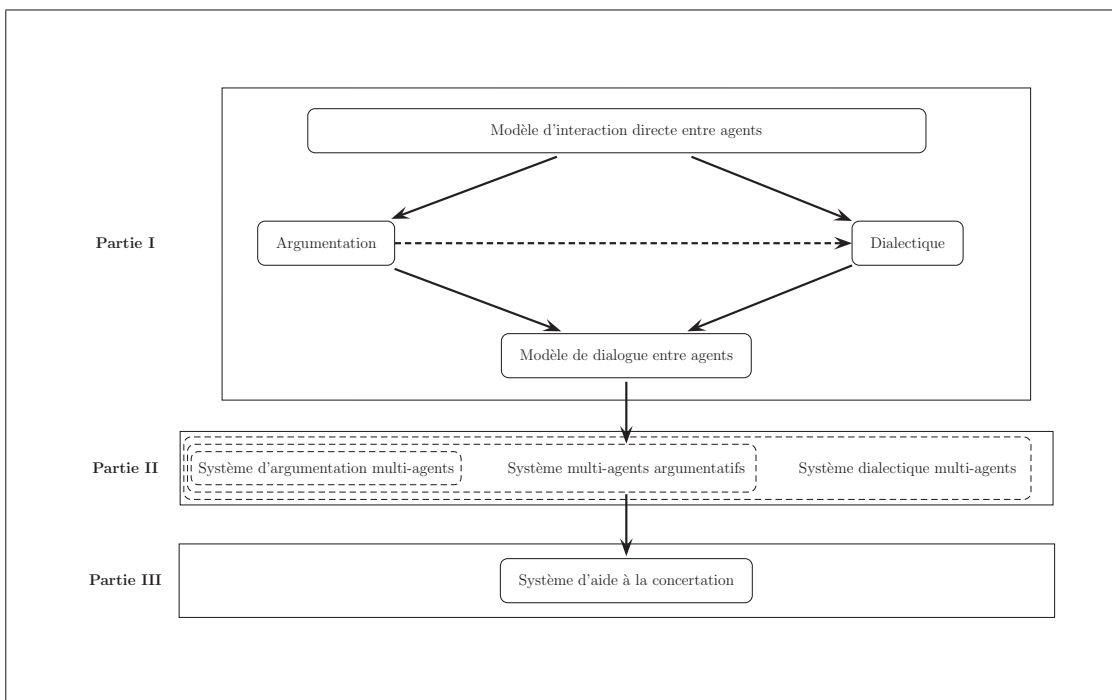 Modèle d'interaction directe entre agents
Partie I
Argumentation
Dialectique
Modèle de dialogue entre agents
Partie II
Système d'argumentation multi-agents
Système multi-agents argumentatifs
Système dialectique multi-agents
Partie III
Système d'aide à la concertation